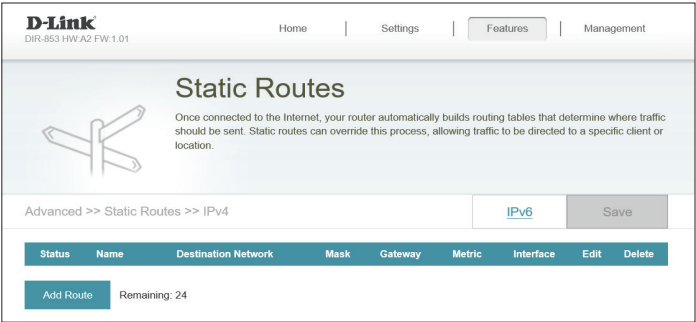 D-Link
DIR-853 HW:A2 FW:1.01
Home | Settings | Features | Management
Static Routes
Once connected to the Internet, your router automatically builds routing tables that determine where traffic
should be sent. Static routes can override this process, allowing traffic to be directed to a specific client or
location.
Advanced >> Static Routes >> IPv4
IPv6
Save
Status Name Destination Network Mask Gateway Metric Interface Edit Delete
Add Route Remaining: 24